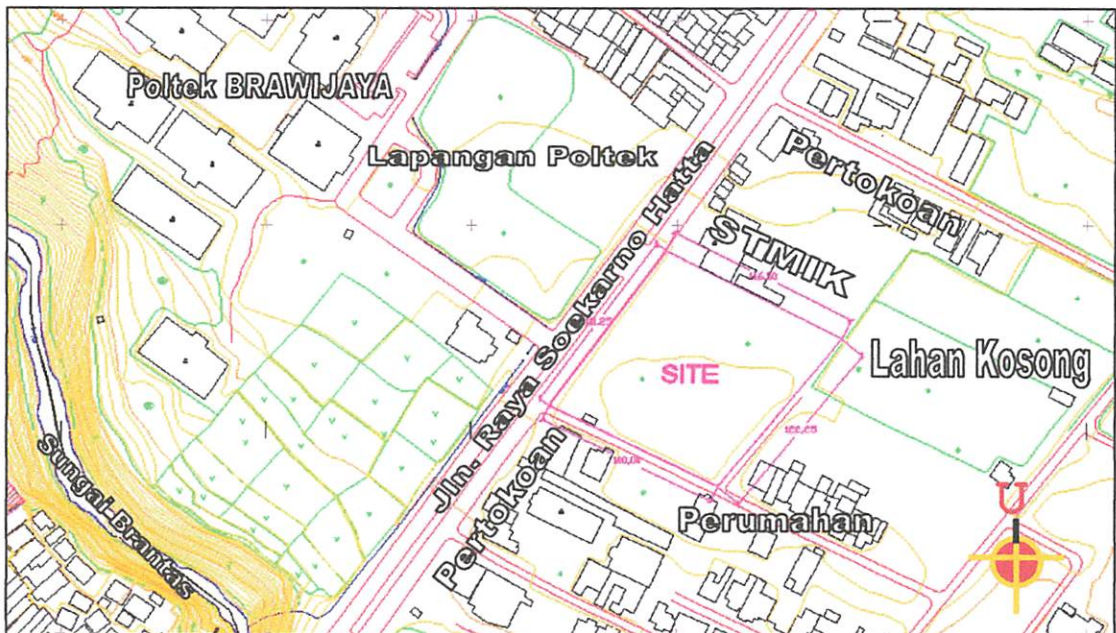 Poltek BRAWIJAYA
Lapangan Poltek
Pertokoan
STMIK
Jln. Raya Soekarno Hatta
SITE
Lahan Kosong
Sungai Brantas
Pertokoan
Perumahan
U